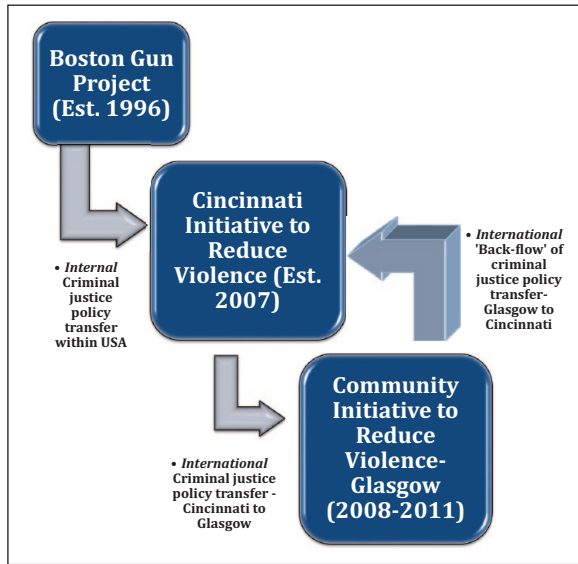 Boston Gun
Project
(Est. 1996)
Cincinnati
Initiative to
Reduce
Violence (Est.
2007)
• Internal
Criminal
justice
policy
transfer
within USA
• International
'Back-flow' of
criminal
justice policy
transfer-
Glasgow to
Cincinnati
• International
Criminal justice
policy transfer -
Cincinnati to
Glasgow
Community
Initiative to
Reduce
Violence-
Glasgow
(2008-2011)